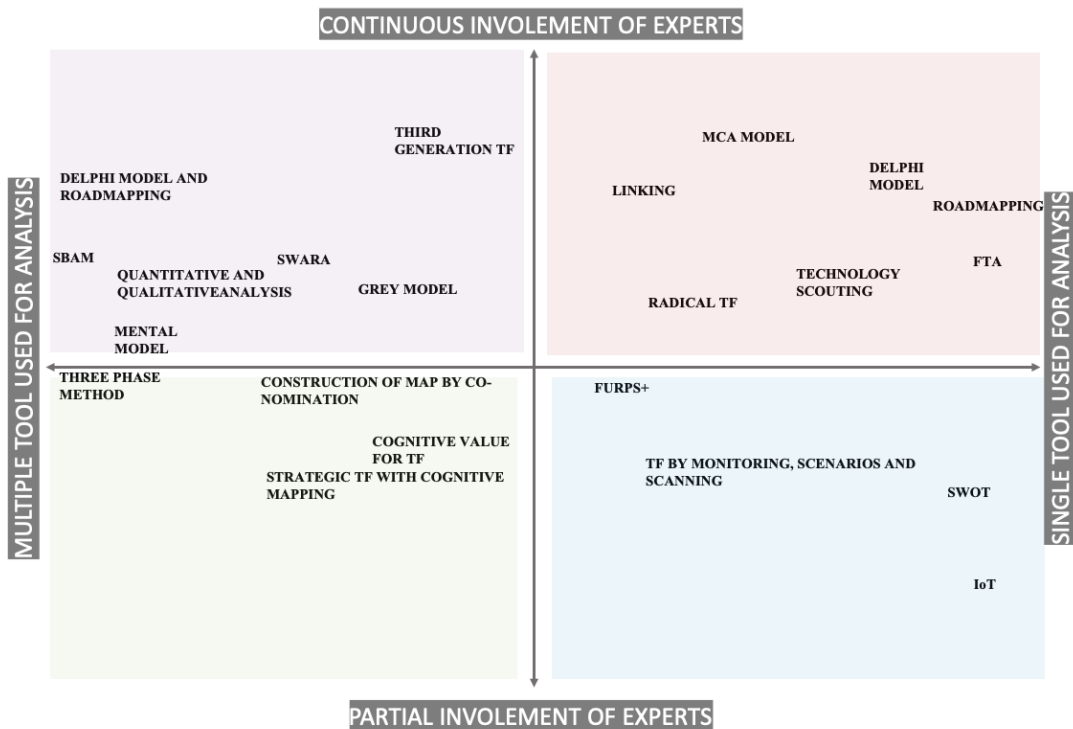 CONTINUOUS INVOLEMENT OF EXPERTS
MULTIPLE TOOL USED FOR ANALYSIS
THIRD
GENERATION TF
DELPHI MODEL AND
ROADMAPPING
SBAM
SWARA
QUANTITATIVE AND
QUALITATIVEANALYSIS
GREY MODEL
MENTAL
MODEL
MCA MODEL
DELPHI
MODEL
LINKING
ROADMAPPING
FTA
TECHNOLOGY
SCOUTING
RADICAL TF
SINGLE TOOL USED FOR ANALYSIS
THREE PHASE
METHOD
CONSTRUCTION OF MAP BY CO-
NOMINATION
COGNITIVE VALUE
FOR TF
STRATEGIC TF WITH COGNITIVE
MAPPING
FURPS+
TF BY MONITORING, SCENARIOS AND
SCANNING
SWOT
IoT
PARTIAL INVOLEMENT OF EXPERTS